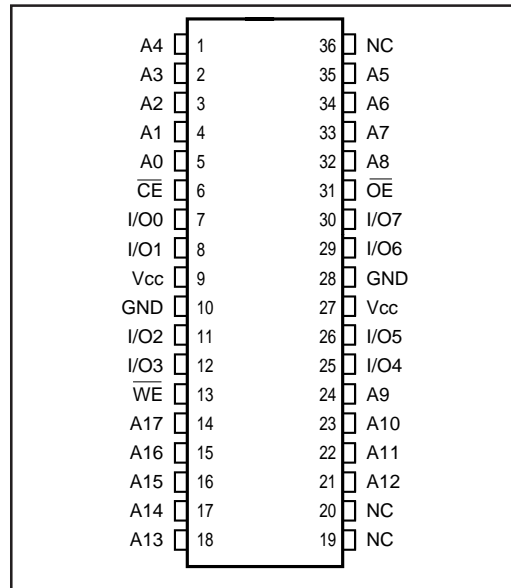 A4 1 36 NC
A3 2 35 A5
A2 3 34 A6
A1 4 33 A7
A0 5 32 A8
C̅E̅ 6 31 O̅E̅
I/O0 7 30 I/O7
I/O1 8 29 I/O6
Vcc 9 28 GND
GND 10 27 Vcc
I/O2 11 26 I/O5
I/O3 12 25 I/O4
W̅E̅ 13 24 A9
A17 14 23 A10
A16 15 22 A11
A15 16 21 A12
A14 17 20 NC
A13 18 19 NC